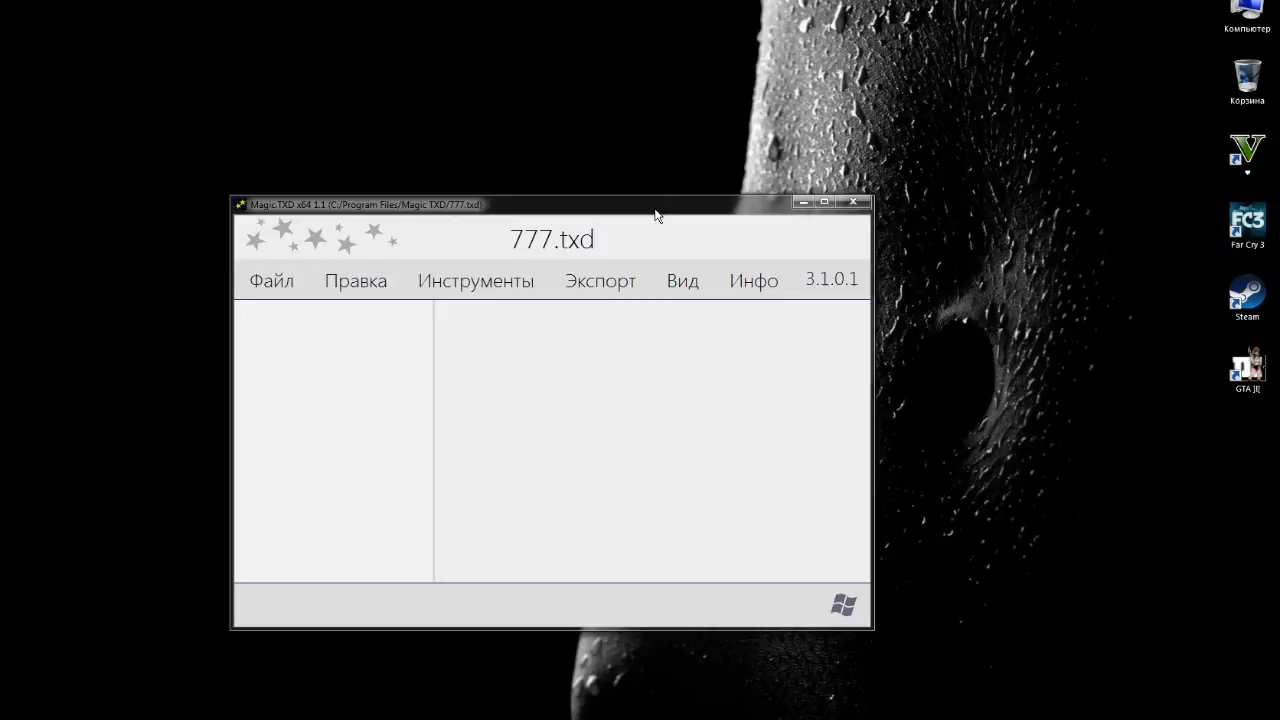 Компьютер
Корзина
♥
FC3
Far Cry 3
Steam
GTA ]I[
Magic.TXD x64 1.1 (C:/Program Files/Magic TXD/777.txd)
777.txd
Файл Правка Инструменты Экспорт Вид Инфо 3.1.0.1